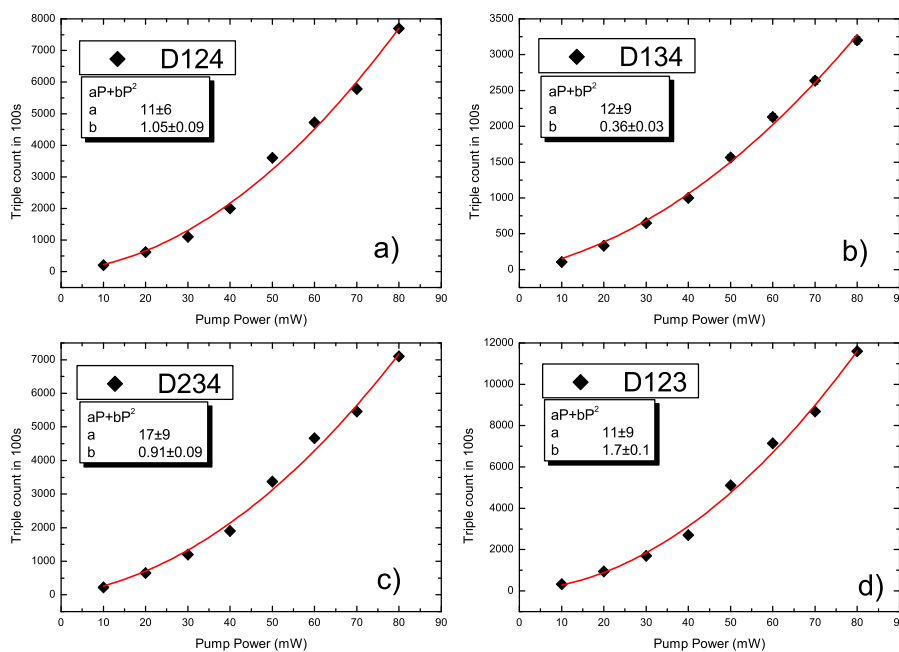 8000
7000
6000
5000
4000
3000
2000
1000
0
Triple count in 100s
D124
aP+bP²
a 11±6
b 1.05±0.09
a)
0 10 20 30 40 50 60 70 80 90
Pump Power (mW)
3500
3000
2500
2000
1500
1000
500
0
Triple count in 100s
D134
aP+bP²
a 12±9
b 0.36±0.03
b)
0 10 20 30 40 50 60 70 80 90
Pump Power (mW)
7000
6000
5000
4000
3000
2000
1000
0
Triple count in 100s
D234
aP+bP²
a 17±9
b 0.91±0.09
c)
0 10 20 30 40 50 60 70 80 90
Pump Power (mW)
12000
10000
8000
6000
4000
2000
0
Triple count in 100s
D123
aP+bP²
a 11±9
b 1.7±0.1
d)
0 10 20 30 40 50 60 70 80 90
Pump Power (mW)